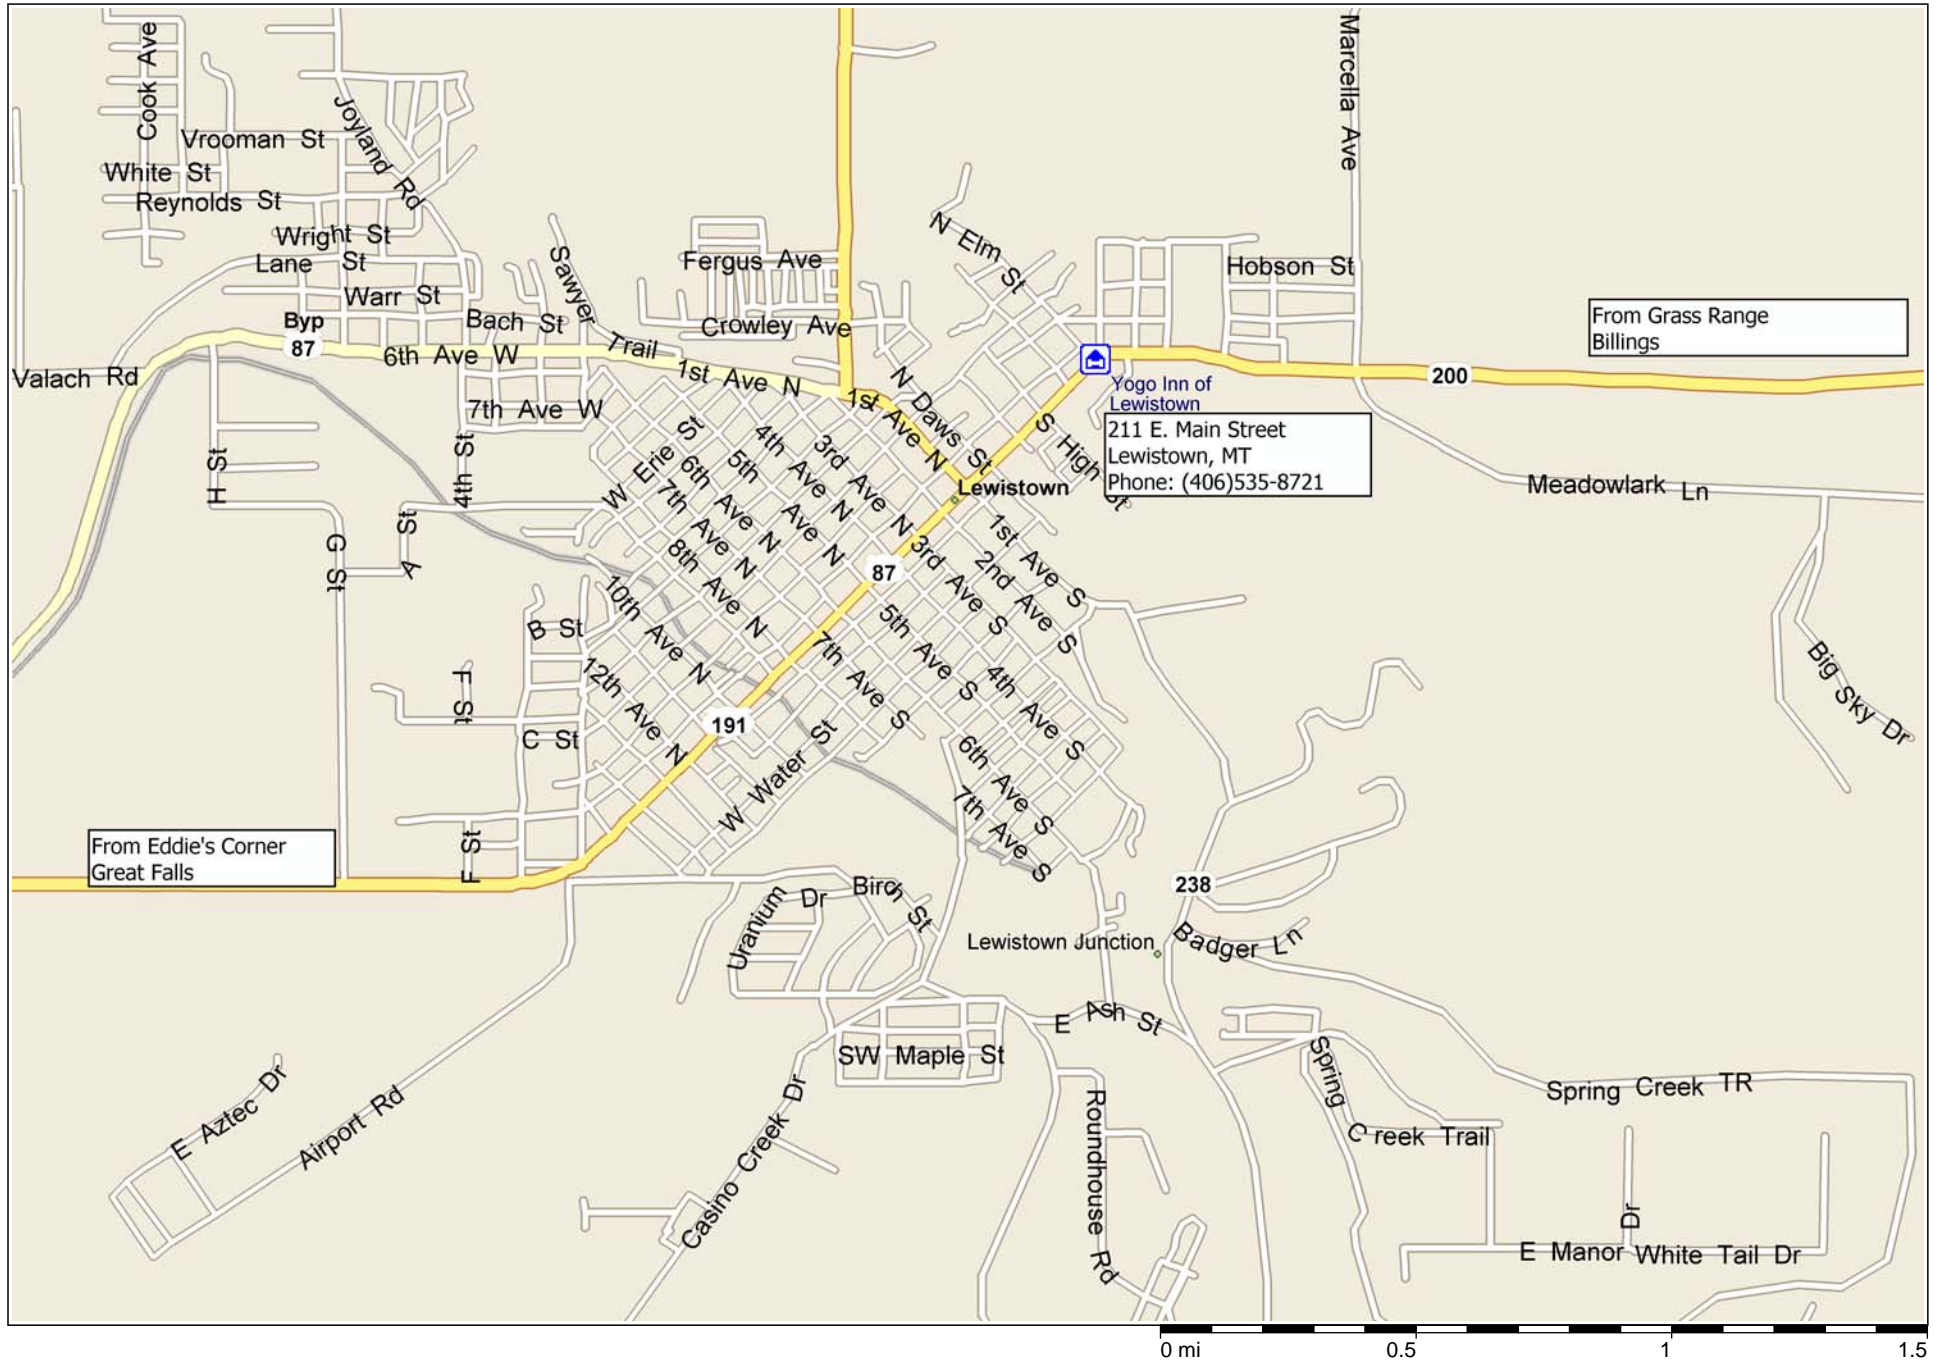 Cook Ave
Marcella Ave
Joyland Rd
Vrooman St
White St
Reynolds St
Wright St
Lane St
Warr St
Byp
87
Bach St
Sawyer
Trail
Fergus Ave
Crowley Ave
N Elm St
Hobson St
From Grass Range
Billings
6th Ave W
Valach Rd
1st Ave N
1st Ave N
N Daws St
200
Yogo Inn of
Lewistown
7th Ave W
211 E. Main Street
Lewistown, MT
Phone: (406)535-8721
S High St
H St
4th St
W Erie St
4th Ave N
3rd Ave N
5th Ave N
6th Ave N
7th Ave N
8th Ave N
Lewistown
Meadowlark Ln
A St
G St
10th Ave N
87
3rd Ave S
1st Ave S
2nd Ave S
5th Ave S
B St
7th Ave S
4th Ave S
12th Ave N
F St
Big Sky Dr
191
C St
W Water St
6th Ave S
7th Ave S
From Eddie's Corner
Great Falls
F St
238
Uranium Dr
Birch St
Lewistown Junction
Badger Ln
E Ash St
SW Maple St
Spring Creek Trail
Spring Creek TR
E Aztec Dr
Airport Rd
Casino Creek Dr
Roundhouse Rd
Dr
E Manor
White Tail Dr
0 mi 0.5 1 1.5